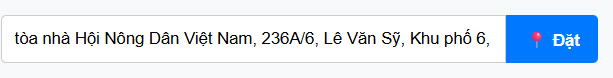 tòa nhà Hội Nông Dân Việt Nam, 236A/6, Lê Văn Sỹ, Khu phố 6,
📍 Đặt